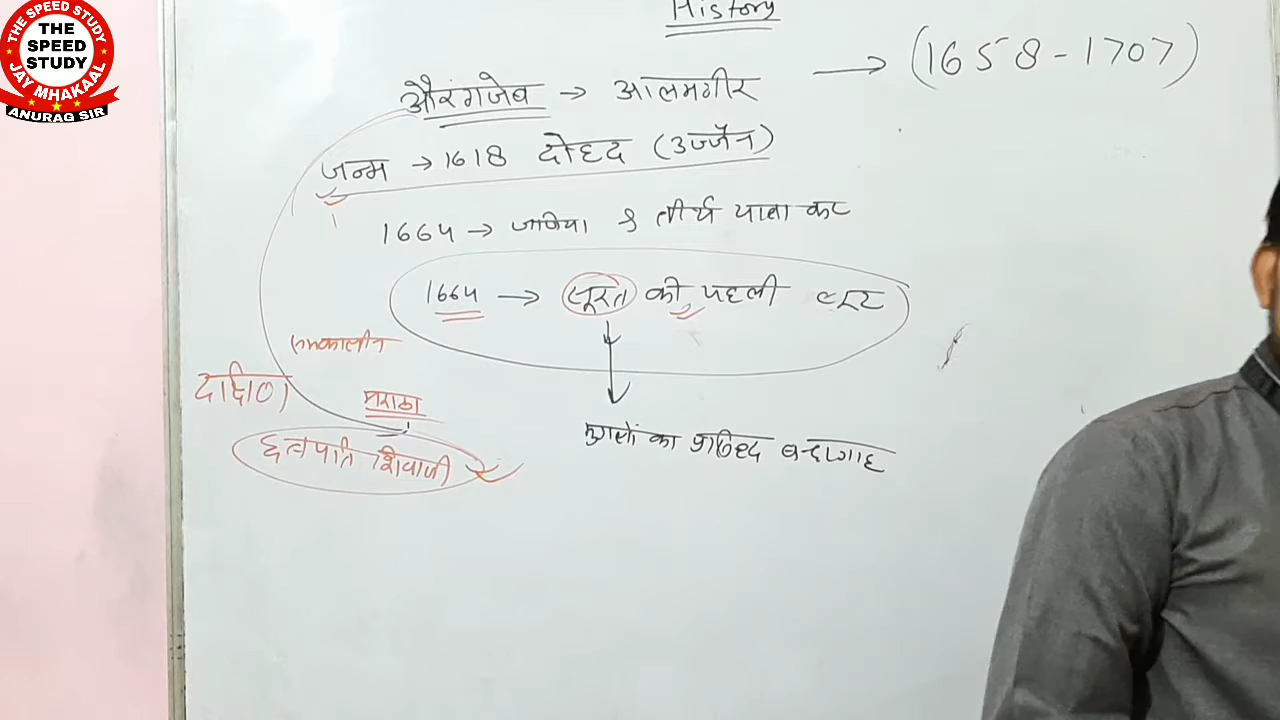 THE SPEED STUDY
THE
SPEED
STUDY
JAY MHAKAAL
ANURAG SIR
History
औरंगजेब → आलमगीर → (1658-1707)
जन्म → 1618 दोहद (उज्जैन)
1664 → जजिया व तीर्थ यात्रा कर
1664 → सूरत की पहली लूट
समकालीन
दक्षिण
मराठा
छत्रपति शिवाजी
मुगलों का प्रसिद्ध बन्दरगाह